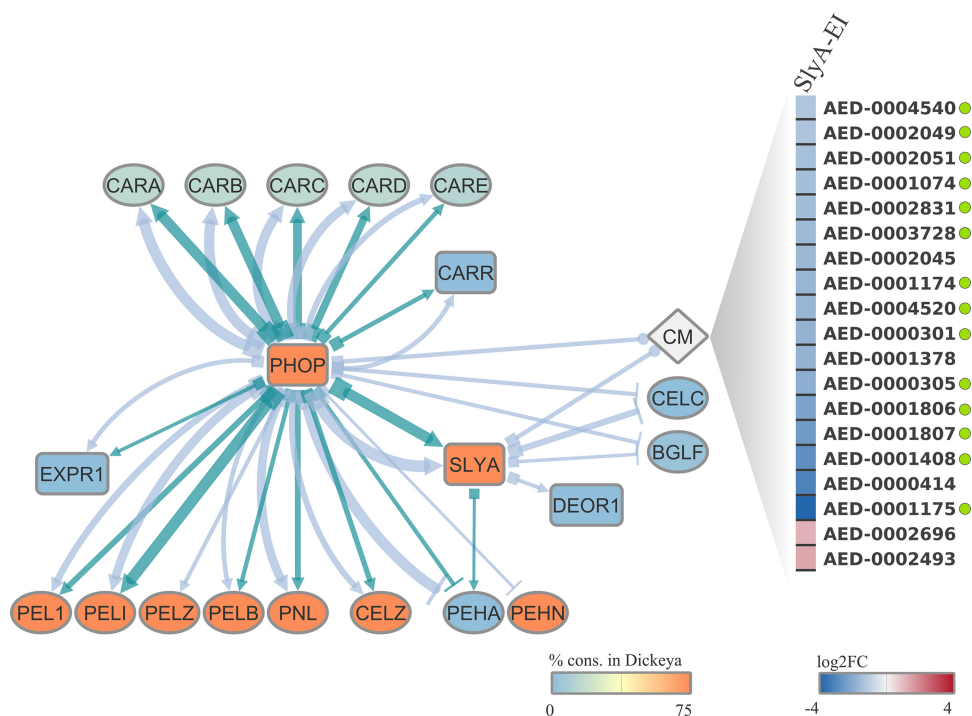 SlyA-EI
AED-0004540
AED-0002049
AED-0002051
AED-0001074
AED-0002831
AED-0003728
AED-0002045
AED-0001174
AED-0004520
AED-0000301
AED-0001378
AED-0000305
AED-0001806
AED-0001807
AED-0001408
AED-0000414
AED-0001175
AED-0002696
AED-0002493
CARA CARB CARC CARD CARE
CARR
CM
PHOP
CELC
BGLF
EXPR1
SLYA
DEOR1
PEL1 PELI PELZ PELB PNL CELZ PEHA PEHN
% cons. in Dickeya
0 75
log2FC
-4 4